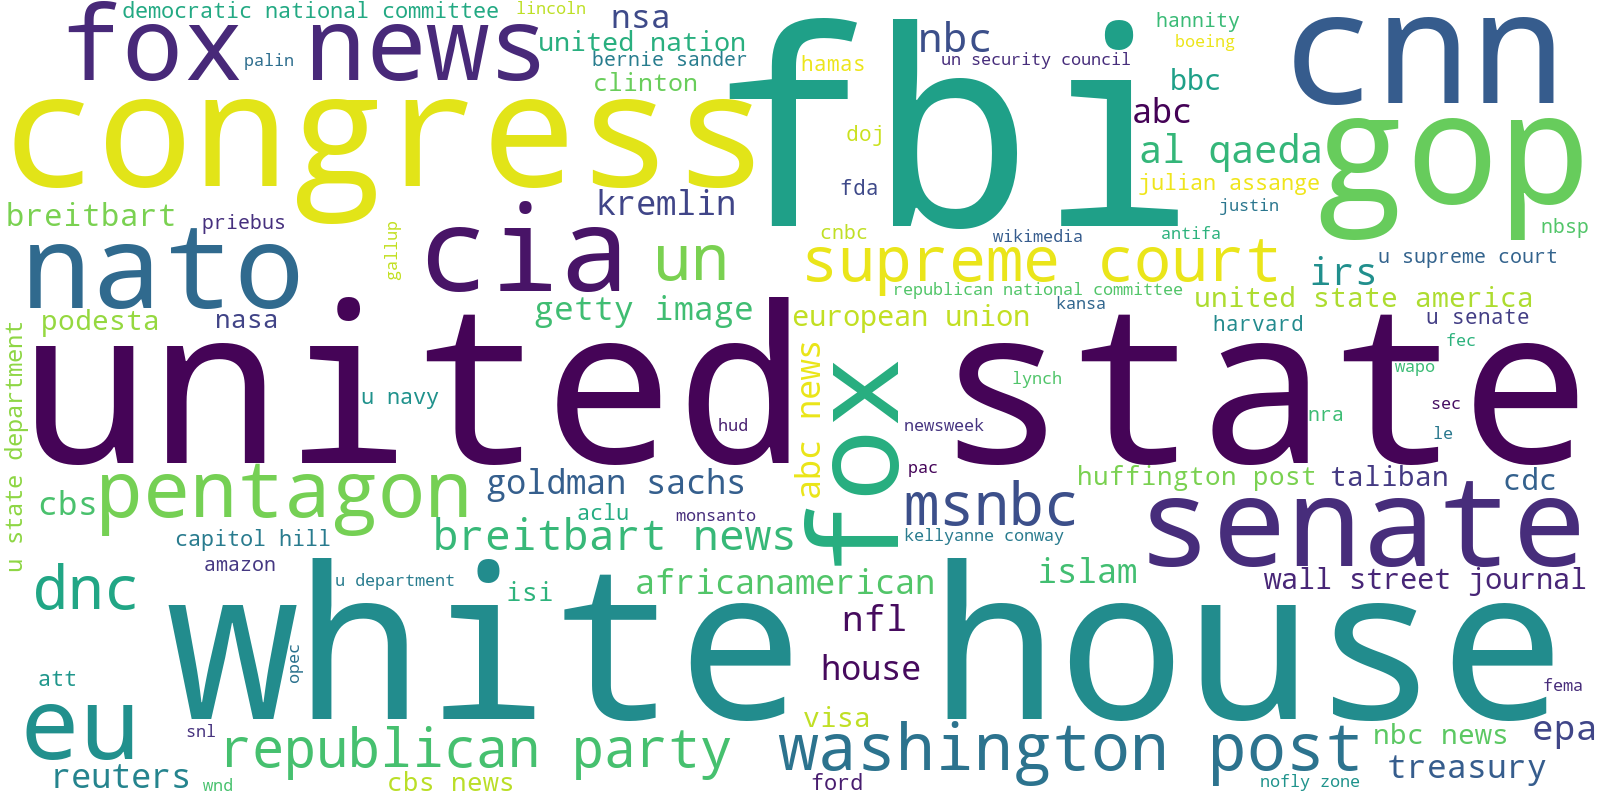 democratic national committee
lincoln
nsa
fox news
palin
united nation
bernie sander
clinton
congress
fbi
nbc
un security council
hamas
hannity
boeing
bbc
cnn
abc
doj
al qaeda
gop
fda
julian assange
justin
nbsp
breitbart
priebus
kremlin
nato
gallup
cia
un
cnbc
wikimedia
antifa
supreme court
irs
u supreme court
republican national committee
kansa
united state america
podesta
nasa
getty image
european union
harvard
u senate
fec
u state department
united state
u navy
hud
abc news
fox
newsweek
lynch
wapo
nra
sec
le
pac
pentagon
cbs
goldman sachs
aclu
monsanto
msnbc
huffington post
taliban
cdc
senate
capitol hill
breitbart news
kellyanne conway
amazon
u department
isi
africanamerican
islam
wall street journal
dnc
white house
nfl
house
opec
att
eu
snl
republican party
visa
washington post
nbc news
fema
epa
reuters
wnd
cbs news
ford
nofly zone
treasury